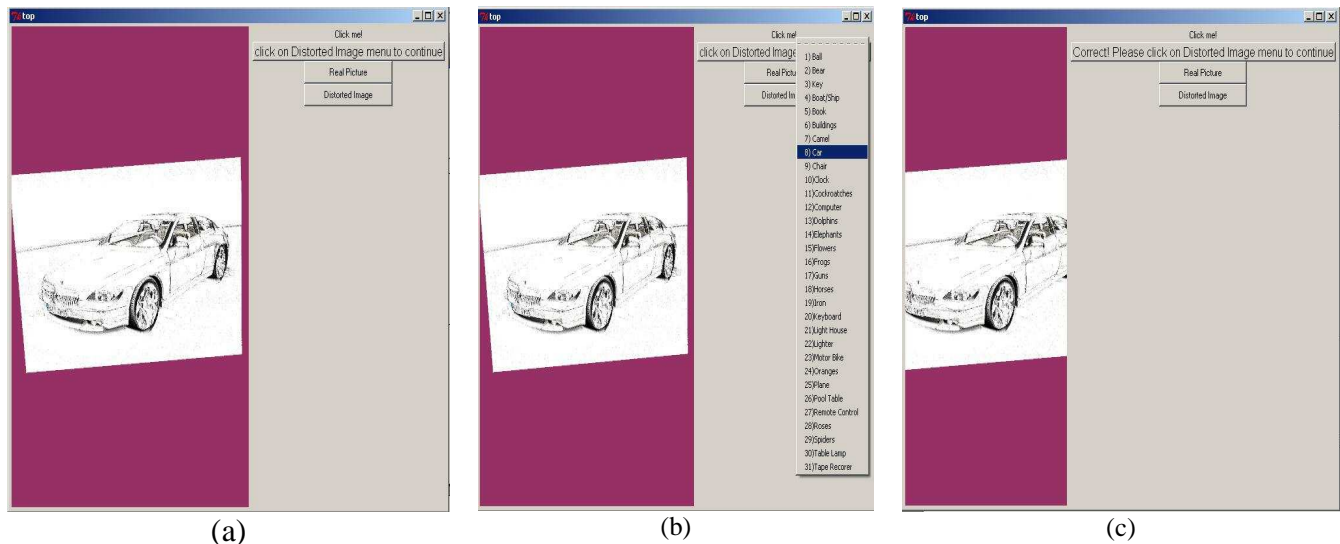 top
Click me!
click on Distorted Image menu to continue
Real Picture
Distorted Image
(a)
top
Click me!
click on Distorted Image
Real Pictu
Distorted Im
1) Ball
2) Bear
3) Key
4) Boat/Ship
5) Book
6) Buildings
7) Camel
8) Car
9) Chair
10)Clock
11)Cockroatches
12)Computer
13)Dolphins
14)Elephants
15)Flowers
16)Frogs
17)Guns
18)Horses
19)Iron
20)Keyboard
21)Light House
22)Lighter
23)Motor Bike
24)Oranges
25)Plane
26)Pool Table
27)Remote Control
28)Roses
29)Spiders
30)Table Lamp
31)Tape Recorer
(b)
top
Click me!
Correct! Please click on Distorted Image menu to continue
Real Picture
Distorted Image
(c)